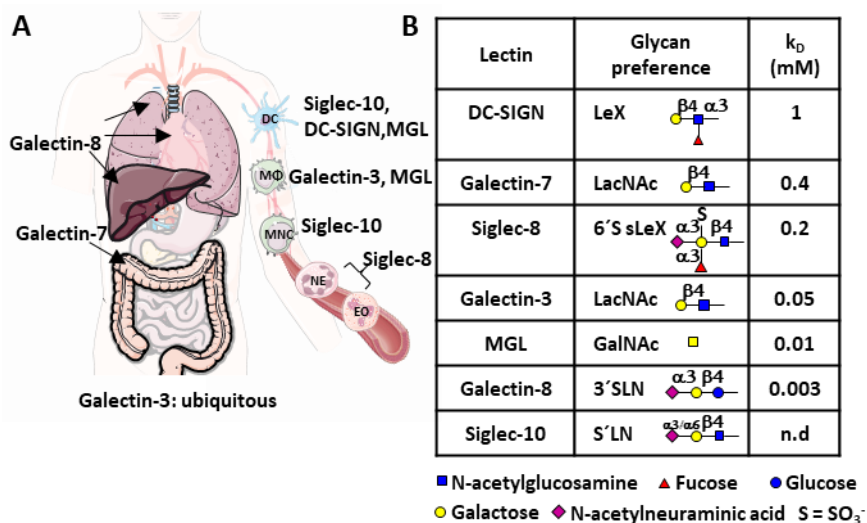 A
Galectin-8
Galectin-7
DC
MΦ
MNC
NE
EO
Siglec-10,
DC-SIGN,MGL
Galectin-3, MGL
Siglec-10
Siglec-8
Galectin-3: ubiquitous
B
Lectin Glycan preference kD (mM)
DC-SIGN LeX β4 α3 1
Galectin-7 LacNAc β4 0.4
Siglec-8 6´S sLeX S α3 β4 α3 0.2
Galectin-3 LacNAc β4 0.05
MGL GalNAc 0.01
Galectin-8 3´SLN α3 β4 0.003
Siglec-10 S´LN α3/α6 β4 n.d
N-acetylglucosamine Fucose Glucose
Galactose N-acetylneuraminic acid S = SO3-